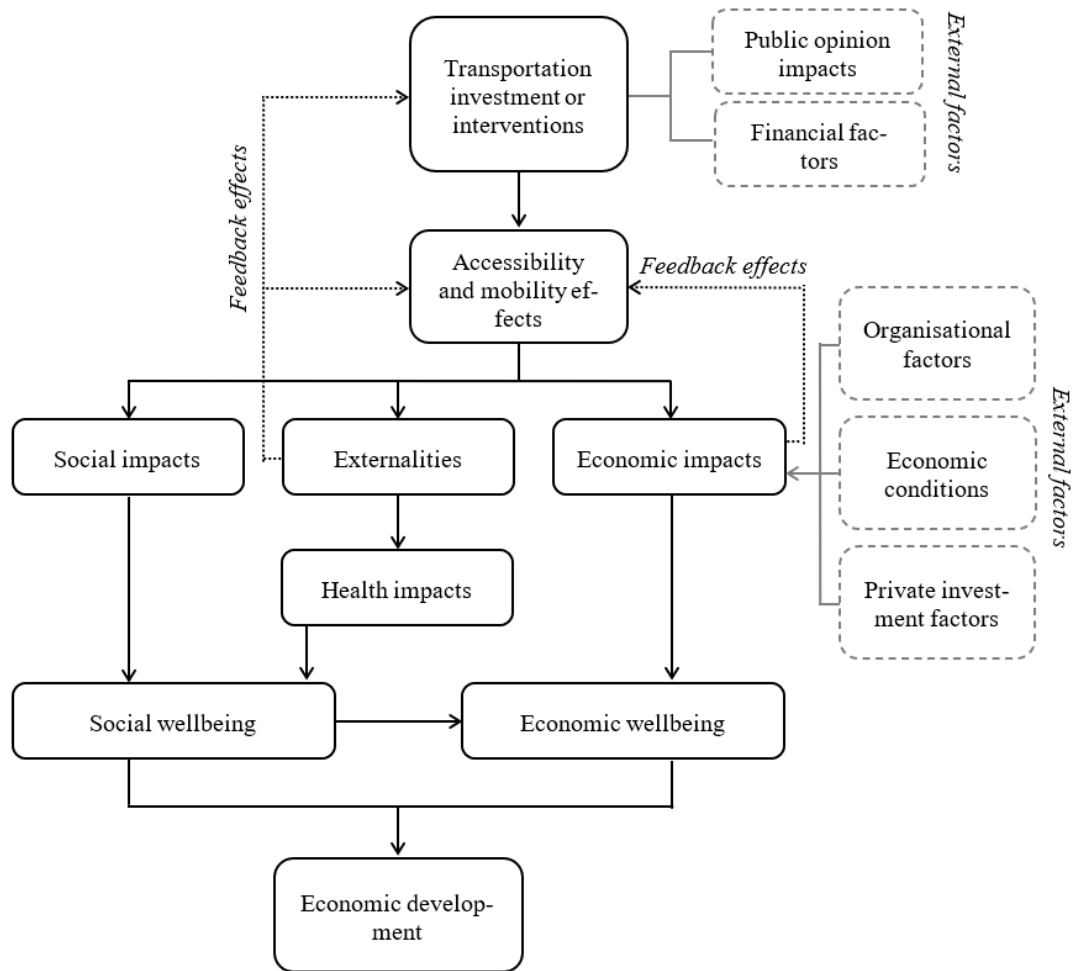 Transportation
investment or
interventions
Public opinion
impacts
Financial fac-
tors
External factors
Feedback effects
Accessibility
and mobility ef-
fects
Feedback effects
Organisational
factors
Economic
conditions
Private invest-
ment factors
External factors
Social impacts
Externalities
Economic impacts
Health impacts
Social wellbeing
Economic wellbeing
Economic develop-
ment